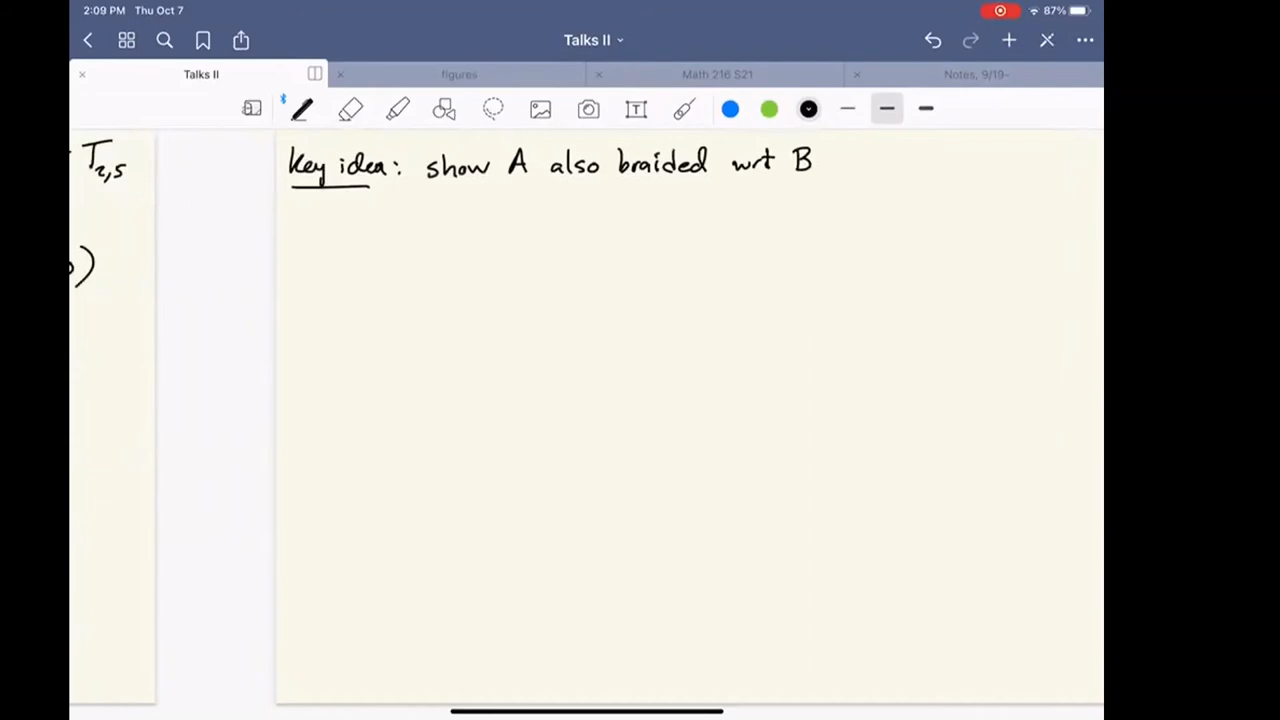 2:09 PM Thu Oct 7
87%
Talks II
Talks II
figures
Math 216 S21
Notes, 9/19-
T
T2,5
Key idea: show A also braided wrt B
)